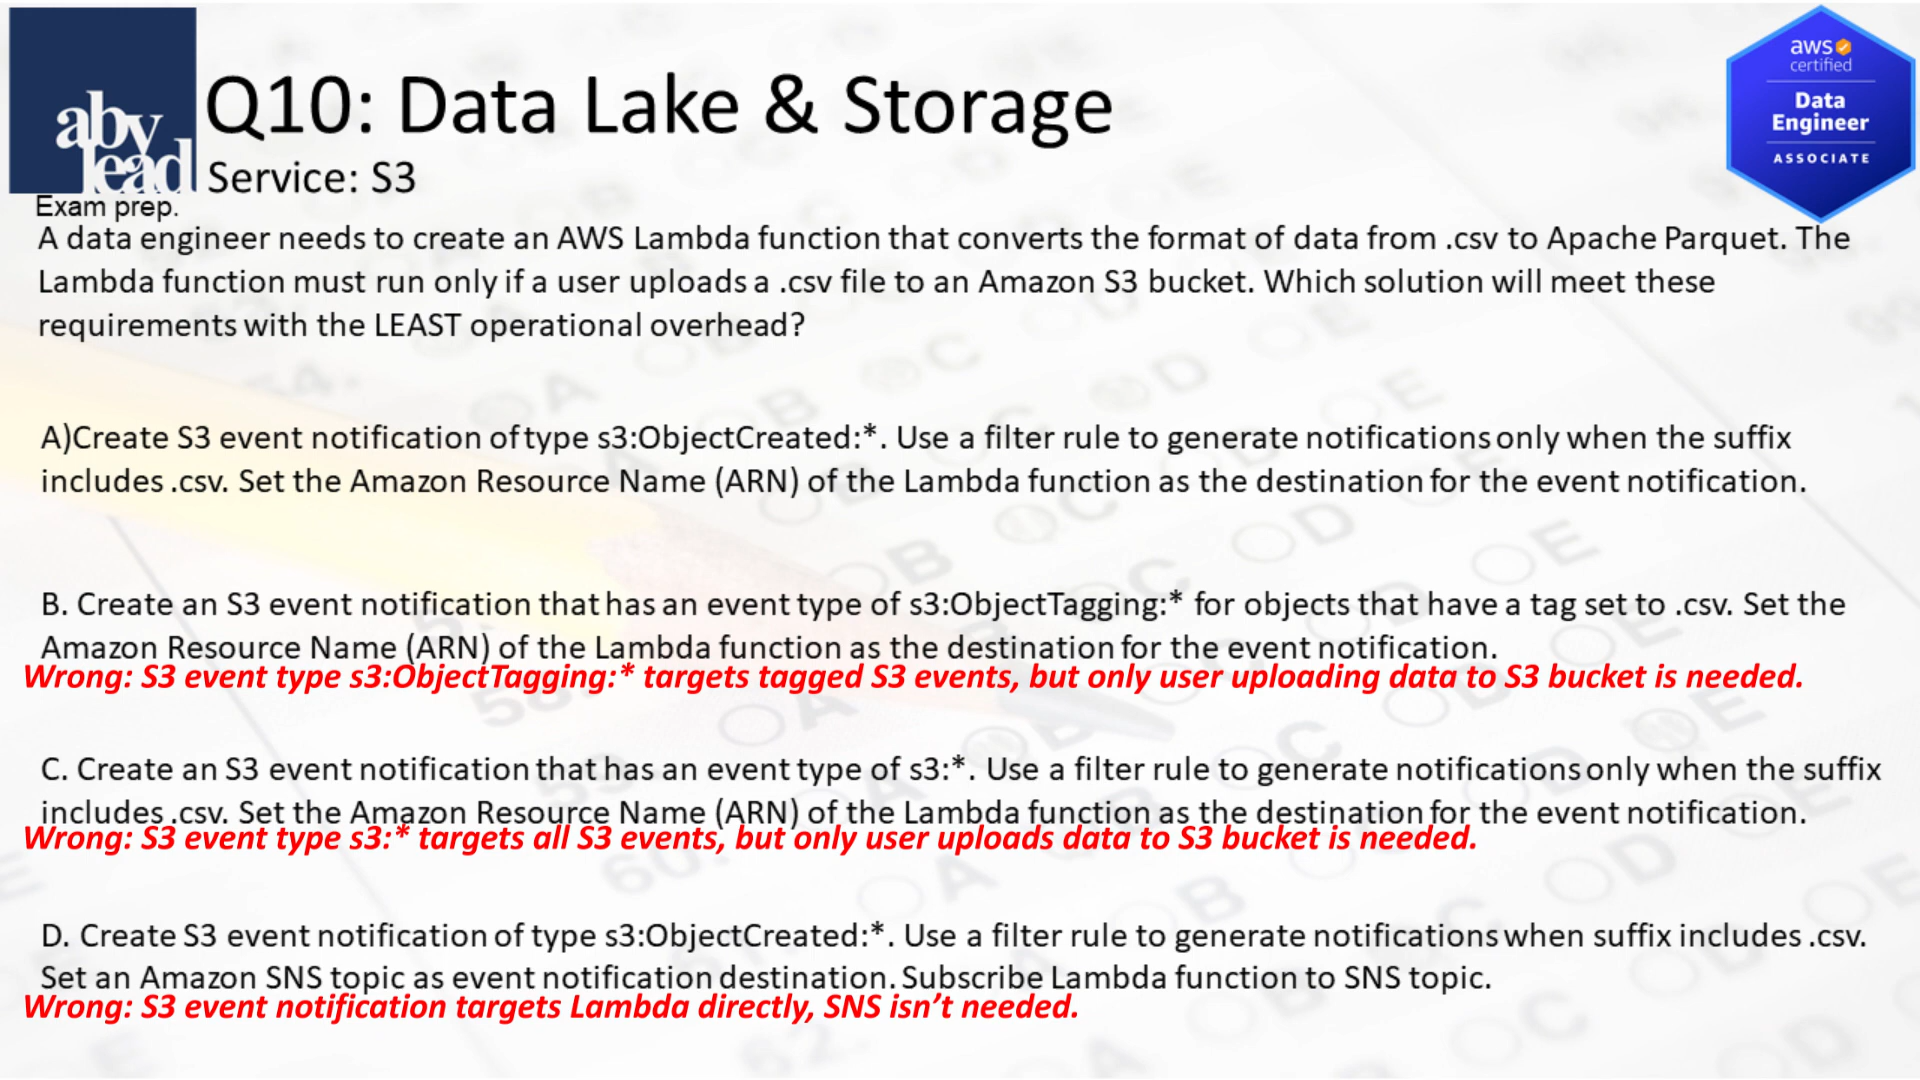 aby
lead
Exam prep.
Q10: Data Lake & Storage
Service: S3
aws
certified
Data
Engineer
ASSOCIATE
A data engineer needs to create an AWS Lambda function that converts the format of data from .csv to Apache Parquet. The
Lambda function must run only if a user uploads a .csv file to an Amazon S3 bucket. Which solution will meet these
requirements with the LEAST operational overhead?
A)Create S3 event notification of type s3:ObjectCreated:*. Use a filter rule to generate notifications only when the suffix
includes .csv. Set the Amazon Resource Name (ARN) of the Lambda function as the destination for the event notification.
B. Create an S3 event notification that has an event type of s3:ObjectTagging:* for objects that have a tag set to .csv. Set the
Amazon Resource Name (ARN) of the Lambda function as the destination for the event notification.
Wrong: S3 event type s3:ObjectTagging:* targets tagged S3 events, but only user uploading data to S3 bucket is needed.
C. Create an S3 event notification that has an event type of s3:*. Use a filter rule to generate notifications only when the suffix
includes .csv. Set the Amazon Resource Name (ARN) of the Lambda function as the destination for the event notification.
Wrong: S3 event type s3:* targets all S3 events, but only user uploads data to S3 bucket is needed.
D. Create S3 event notification of type s3:ObjectCreated:*. Use a filter rule to generate notifications when suffix includes .csv.
Set an Amazon SNS topic as event notification destination. Subscribe Lambda function to SNS topic.
Wrong: S3 event notification targets Lambda directly, SNS isn't needed.